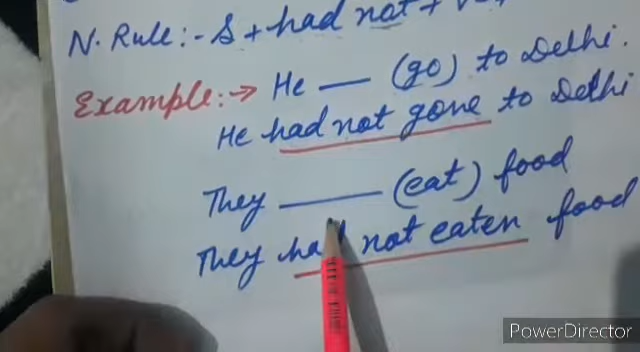 N. Rule:- S + had not +
Example:→ He — (go) to Delhi.
He had not gone to Delhi
They —— (eat) food
They had not eaten food
PowerDirector